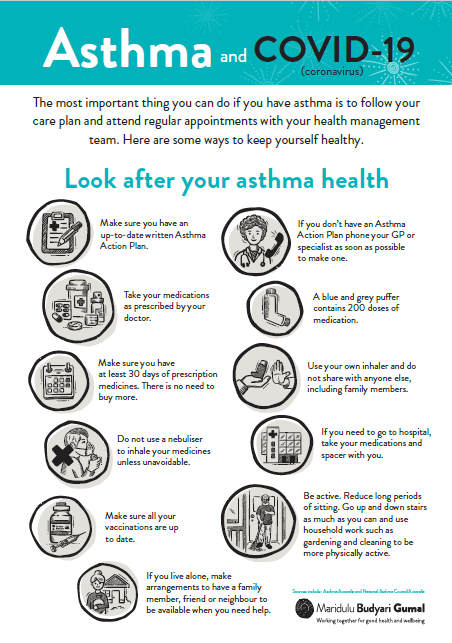 Asthma and COVID-19
(coronavirus)
The most important thing you can do if you have asthma is to follow your
care plan and attend regular appointments with your health management
team. Here are some ways to keep yourself healthy.
Look after your asthma health
Make sure you have an
up-to-date written Asthma
Action Plan.
If you don't have an Asthma
Action Plan phone your GP or
specialist as soon as possible
to make one.
Take your medications
as prescribed by your
doctor.
A blue and grey puffer
contains 200 doses of
medication.
Make sure you have
at least 30 days of prescription
medicines. There is no need to
buy more.
Use your own inhaler and do
not share with anyone else,
including family members.
Do not use a nebuliser
to inhale your medicines
unless unavoidable.
If you need to go to hospital,
take your medications and
spacer with you.
Make sure all your
vaccinations are up
to date.
Be active. Reduce long periods
of sitting. Go up and down stairs
as much as you can and use
household work such as
gardening and cleaning to be
more physically active.
If you live alone, make
arrangements to have a family
member, friend or neighbour to
be available when you need help.
Sources include: Asthma Australia and National Asthma Council Australia
Maridulu Budyari Gumal
Working together for good health and wellbeing